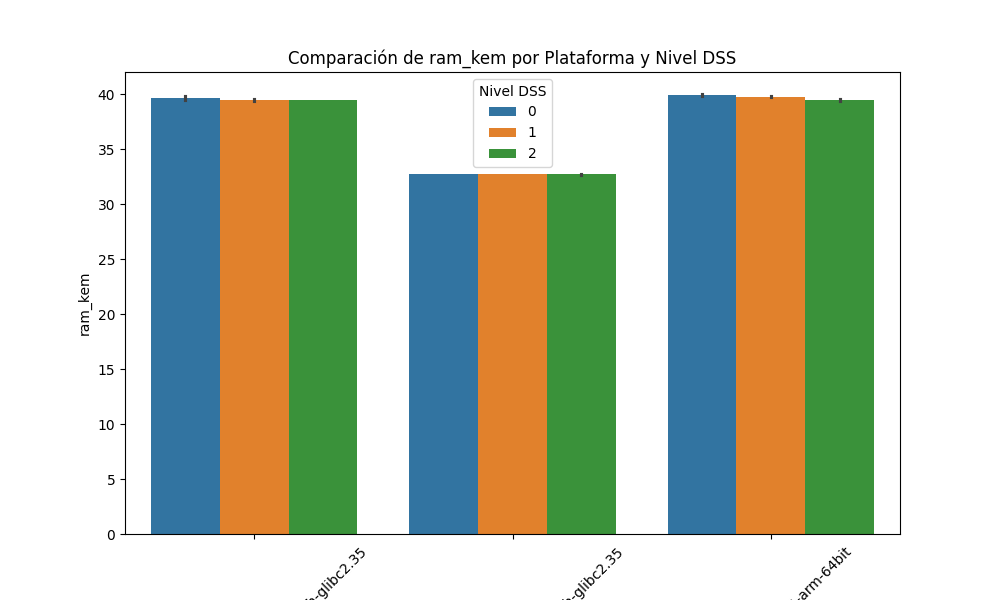 Comparación de ram_kem por Plataforma y Nivel DSS
Nivel DSS
0
1
2
40
35
30
25
20
15
10
5
0
ram_kem
-glibc2.35
-glibc2.35
-arm-64bit